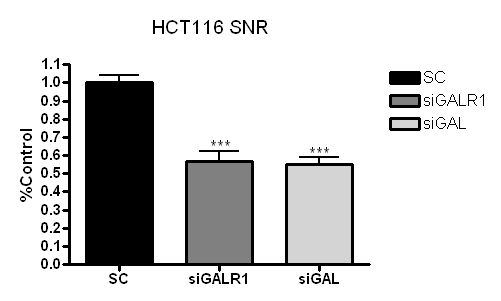 HCT116 SNR
%Control
1.1
1.0
0.9
0.8
0.7
0.6
0.5
0.4
0.3
0.2
0.1
0.0
***
***
SC
siGALR1
siGAL
SC
siGALR1
siGAL